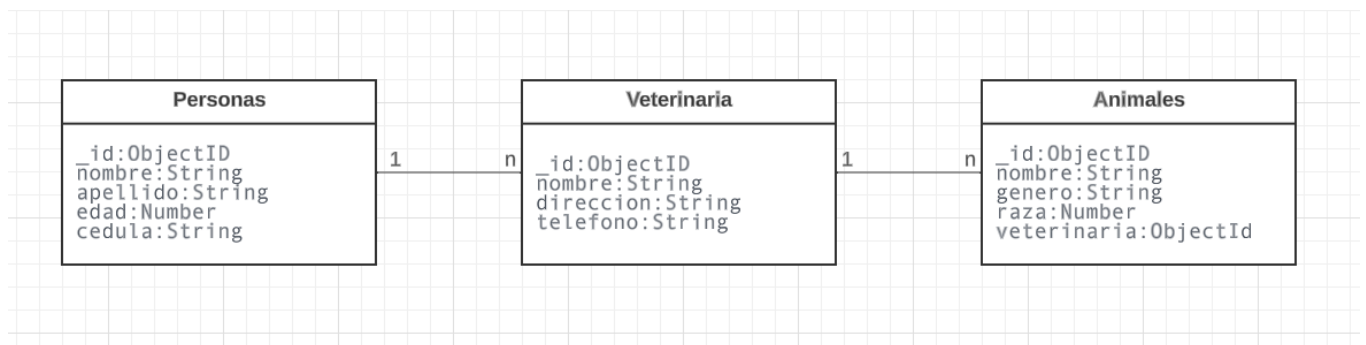 Personas
_id:ObjectID
nombre:String
apellido:String
edad:Number
cedula:String
1
n
Veterinaria
_id:ObjectID
nombre:String
direccion:String
telefono:String
1
n
Animales
_id:ObjectID
nombre:String
genero:String
raza:Number
veterinaria:ObjectId